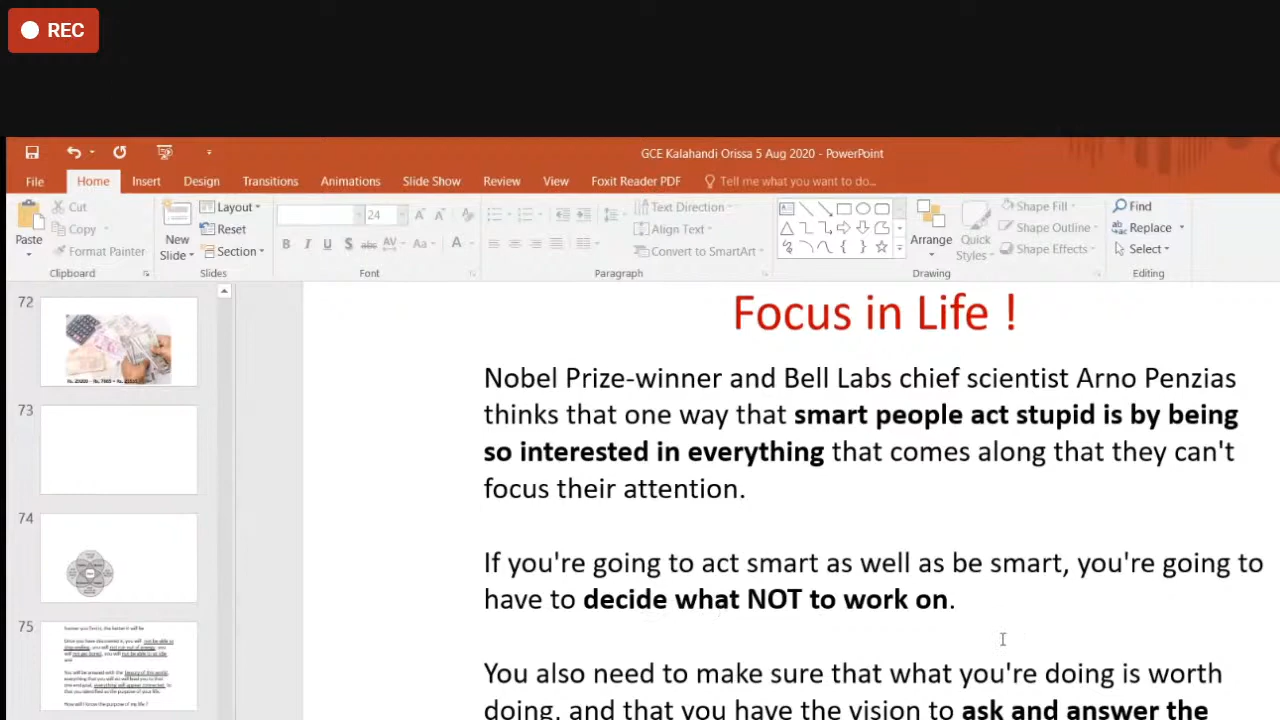 REC
GCE Kalahandi Orissa 5 Aug 2020 - PowerPoint
File Home Insert Design Transitions Animations Slide Show Review View Foxit Reader PDF Tell me what you want to do...
Paste Cut Copy Format Painter
Clipboard
New Slide Layout Reset Section
Slides
24
B I U S abc AV Aa A
Font
Text Direction Align Text Convert to SmartArt
Paragraph
Arrange Quick Styles Shape Fill Shape Outline Shape Effects
Drawing
Find Replace Select
Editing
72
73
74
75
Focus in Life !
Nobel Prize-winner and Bell Labs chief scientist Arno Penzias
thinks that one way that smart people act stupid is by being
so interested in everything that comes along that they can't
focus their attention.
If you're going to act smart as well as be smart, you're going to
have to decide what NOT to work on.
You also need to make sure that what you're doing is worth
doing, and that you have the vision to ask and answer the